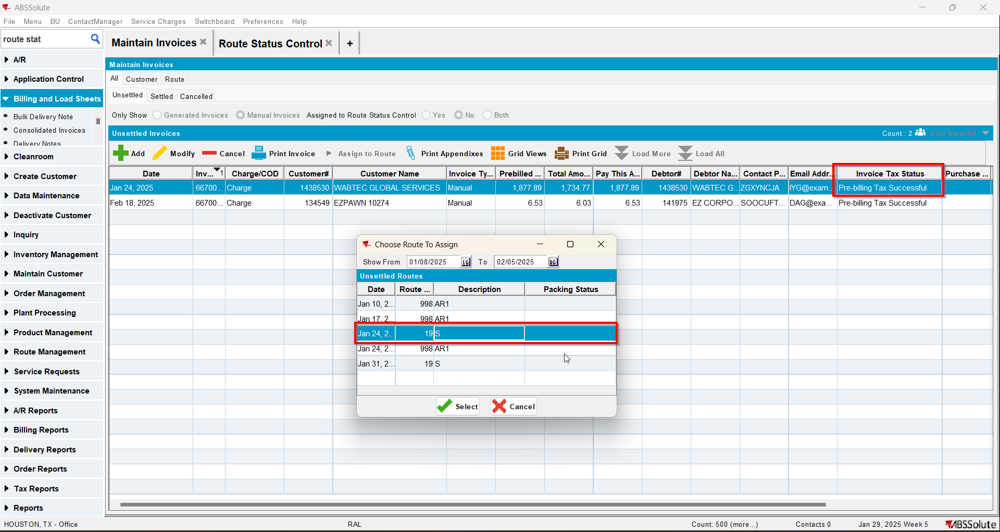 ABSSolute
File Menu BU ContactManager Service Charges Switchboard Preferences Help
route stat
Maintain Invoices
Route Status Control
+
A/R
Application Control
Billing and Load Sheets
Bulk Delivery Note
Consolidated Invoices
Delivery Notes
Cleanroom
Create Customer
Data Maintenance
Deactivate Customer
Inquiry
Inventory Management
Maintain Customer
Order Management
Plant Processing
Product Management
Route Management
Service Requests
System Maintenance
A/R Reports
Billing Reports
Delivery Reports
Order Reports
Tax Reports
Reports
Maintain Invoices
All Customer Route
Unsettled Settled Cancelled
Only Show Generated Invoices Manual Invoices Assigned to Route Status Control Yes No Both
Unsettled Invoices Count : 2 Grid View All
Add Modify Cancel Print Invoice Assign to Route Print Appendixes Grid Views Print Grid Load More Load All
Date Inv... 1 Charge/COD Customer# Customer Name Invoice Ty... Prebilled ... Total Amo... Pay This A... Debtor# Debtor Na... Contact P... Email Addr... Invoice Tax Status Purchase ...
Jan 24, 2025 66700... Charge 1438530 WABTEC GLOBAL SERVICES Manual 1,877.89 1,734.77 1,877.89 1438530 WABTEC G... ZGXYNCJA IYG@exam... Pre-billing Tax Successful
Feb 18, 2025 66700... Charge 134549 EZPAWN 10274 Manual 6.53 6.03 6.53 141975 EZ CORPO... SOOCUFT... DAG@exa... Pre-billing Tax Successful
Choose Route To Assign
Show From 01/08/2025 16 To 02/05/2025 16
Unsettled Routes
Date Route ... Description Packing Status
Jan 10, 2... 998 AR1
Jan 17, 2... 998 AR1
Jan 24, 2... 19 S
Jan 24, 2... 998 AR1
Jan 31, 2... 19 S
Select Cancel
HOUSTON, TX - Office RAL Count: 500 (more...) Contacts 0 Jan 29, 2025 Week 5 ABSSolute